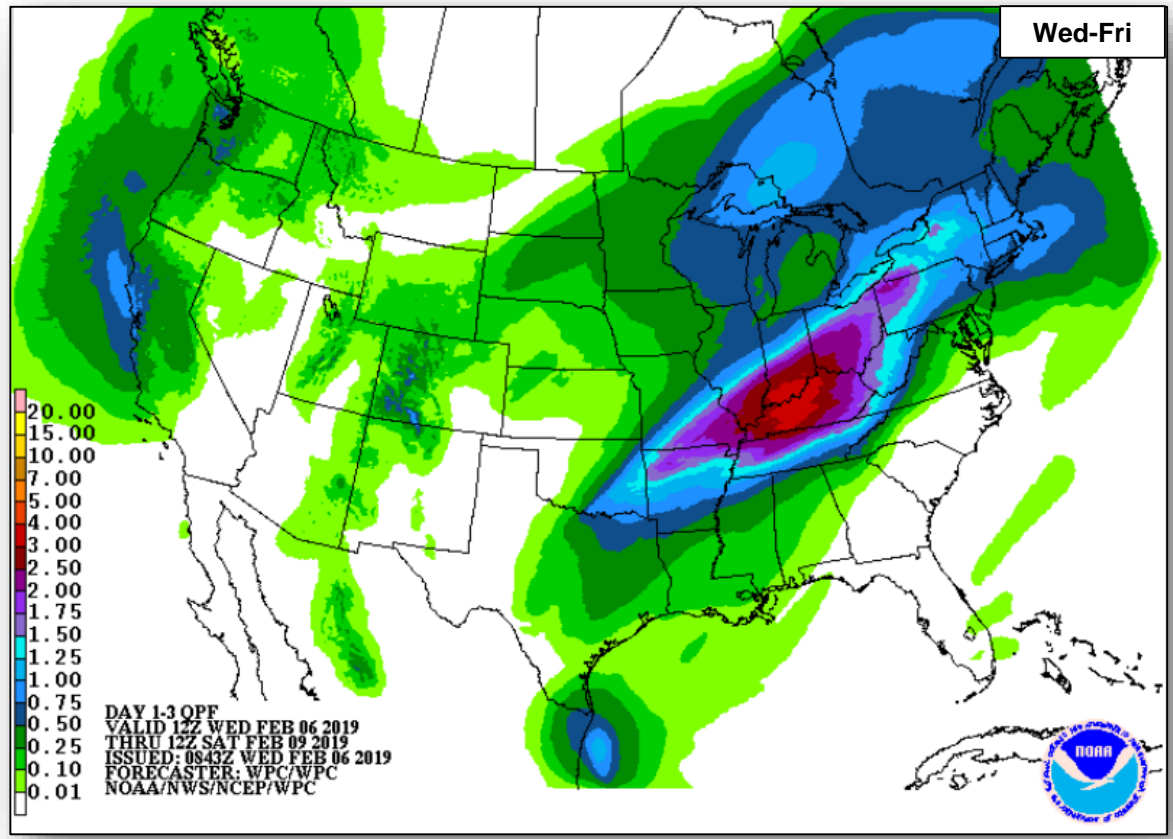 Wed-Fri
20.00
15.00
10.00
7.00
5.00
4.00
3.00
2.50
2.00
1.75
1.50
1.25
1.00
0.75
0.50
0.25
0.10
0.01
DAY 1-3 QPF
VALID 12Z WED FEB 06 2019
THRU 12Z SAT FEB 09 2019
ISSUED: 0843Z WED FEB 06 2019
FORECASTER: WPC/WPC
NOAA/NWS/NCEP/WPC
NOAA